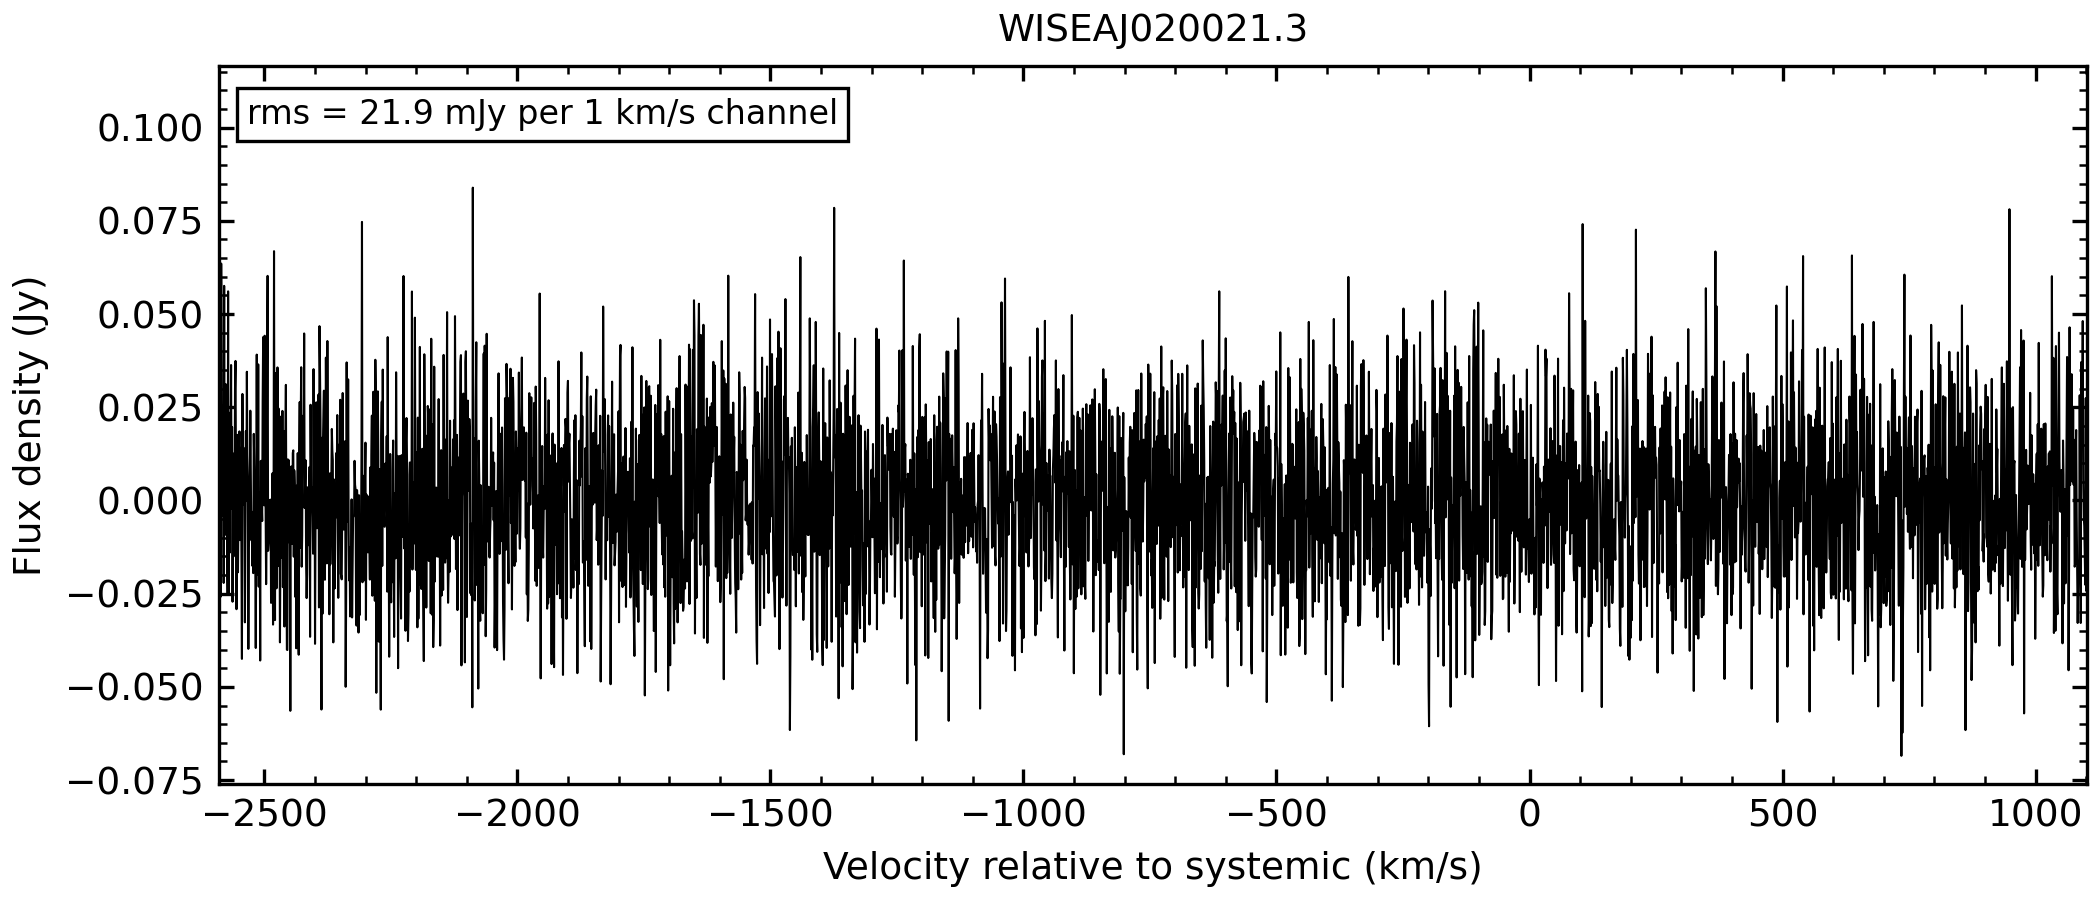 WISEAJ020021.3
rms = 21.9 mJy per 1 km/s channel
Flux density (Jy)
0.100
0.075
0.050
0.025
0.000
−0.025
−0.050
−0.075
−2500 −2000 −1500 −1000 −500 0 500 1000
Velocity relative to systemic (km/s)